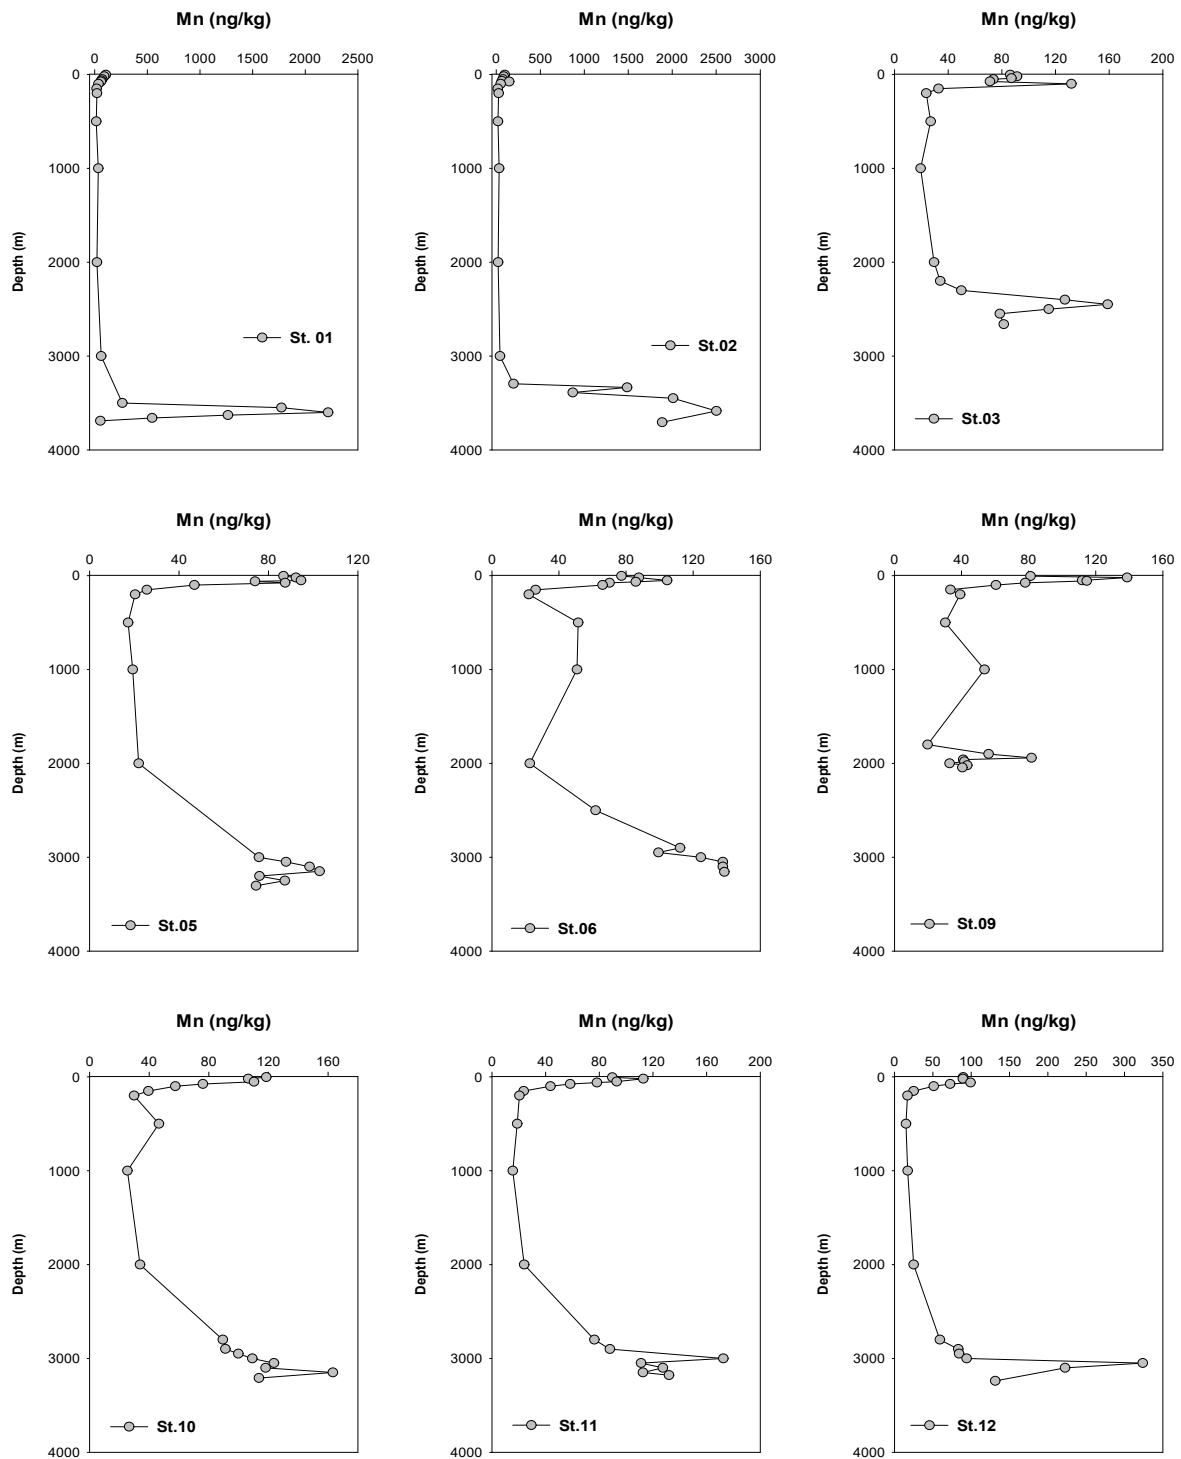 Mn (ng/kg) Mn (ng/kg) Mn (ng/kg)
0 500 1000 1500 2000 2500 0 500 1000 1500 2000 2500 3000 0 40 80 120 160 200
0 0 0
1000 1000 1000
2000 2000 2000
Depth (m) Depth (m) Depth (m)
3000 3000 3000
St. 01 St.02 St.03
4000 4000 4000
Mn (ng/kg) Mn (ng/kg) Mn (ng/kg)
0 40 80 120 0 40 80 120 160 0 40 80 120 160
0 0 0
1000 1000 1000
2000 2000 2000
Depth (m) Depth (m) Depth (m)
3000 3000 3000
St.05 St.06 St.09
4000 4000 4000
Mn (ng/kg) Mn (ng/kg) Mn (ng/kg)
0 40 80 120 160 0 40 80 120 160 200 0 50 100 150 200 250 300 350
0 0 0
1000 1000 1000
2000 2000 2000
Depth (m) Depth (m) Depth (m)
3000 3000 3000
St.10 St.11 St.12
4000 4000 4000